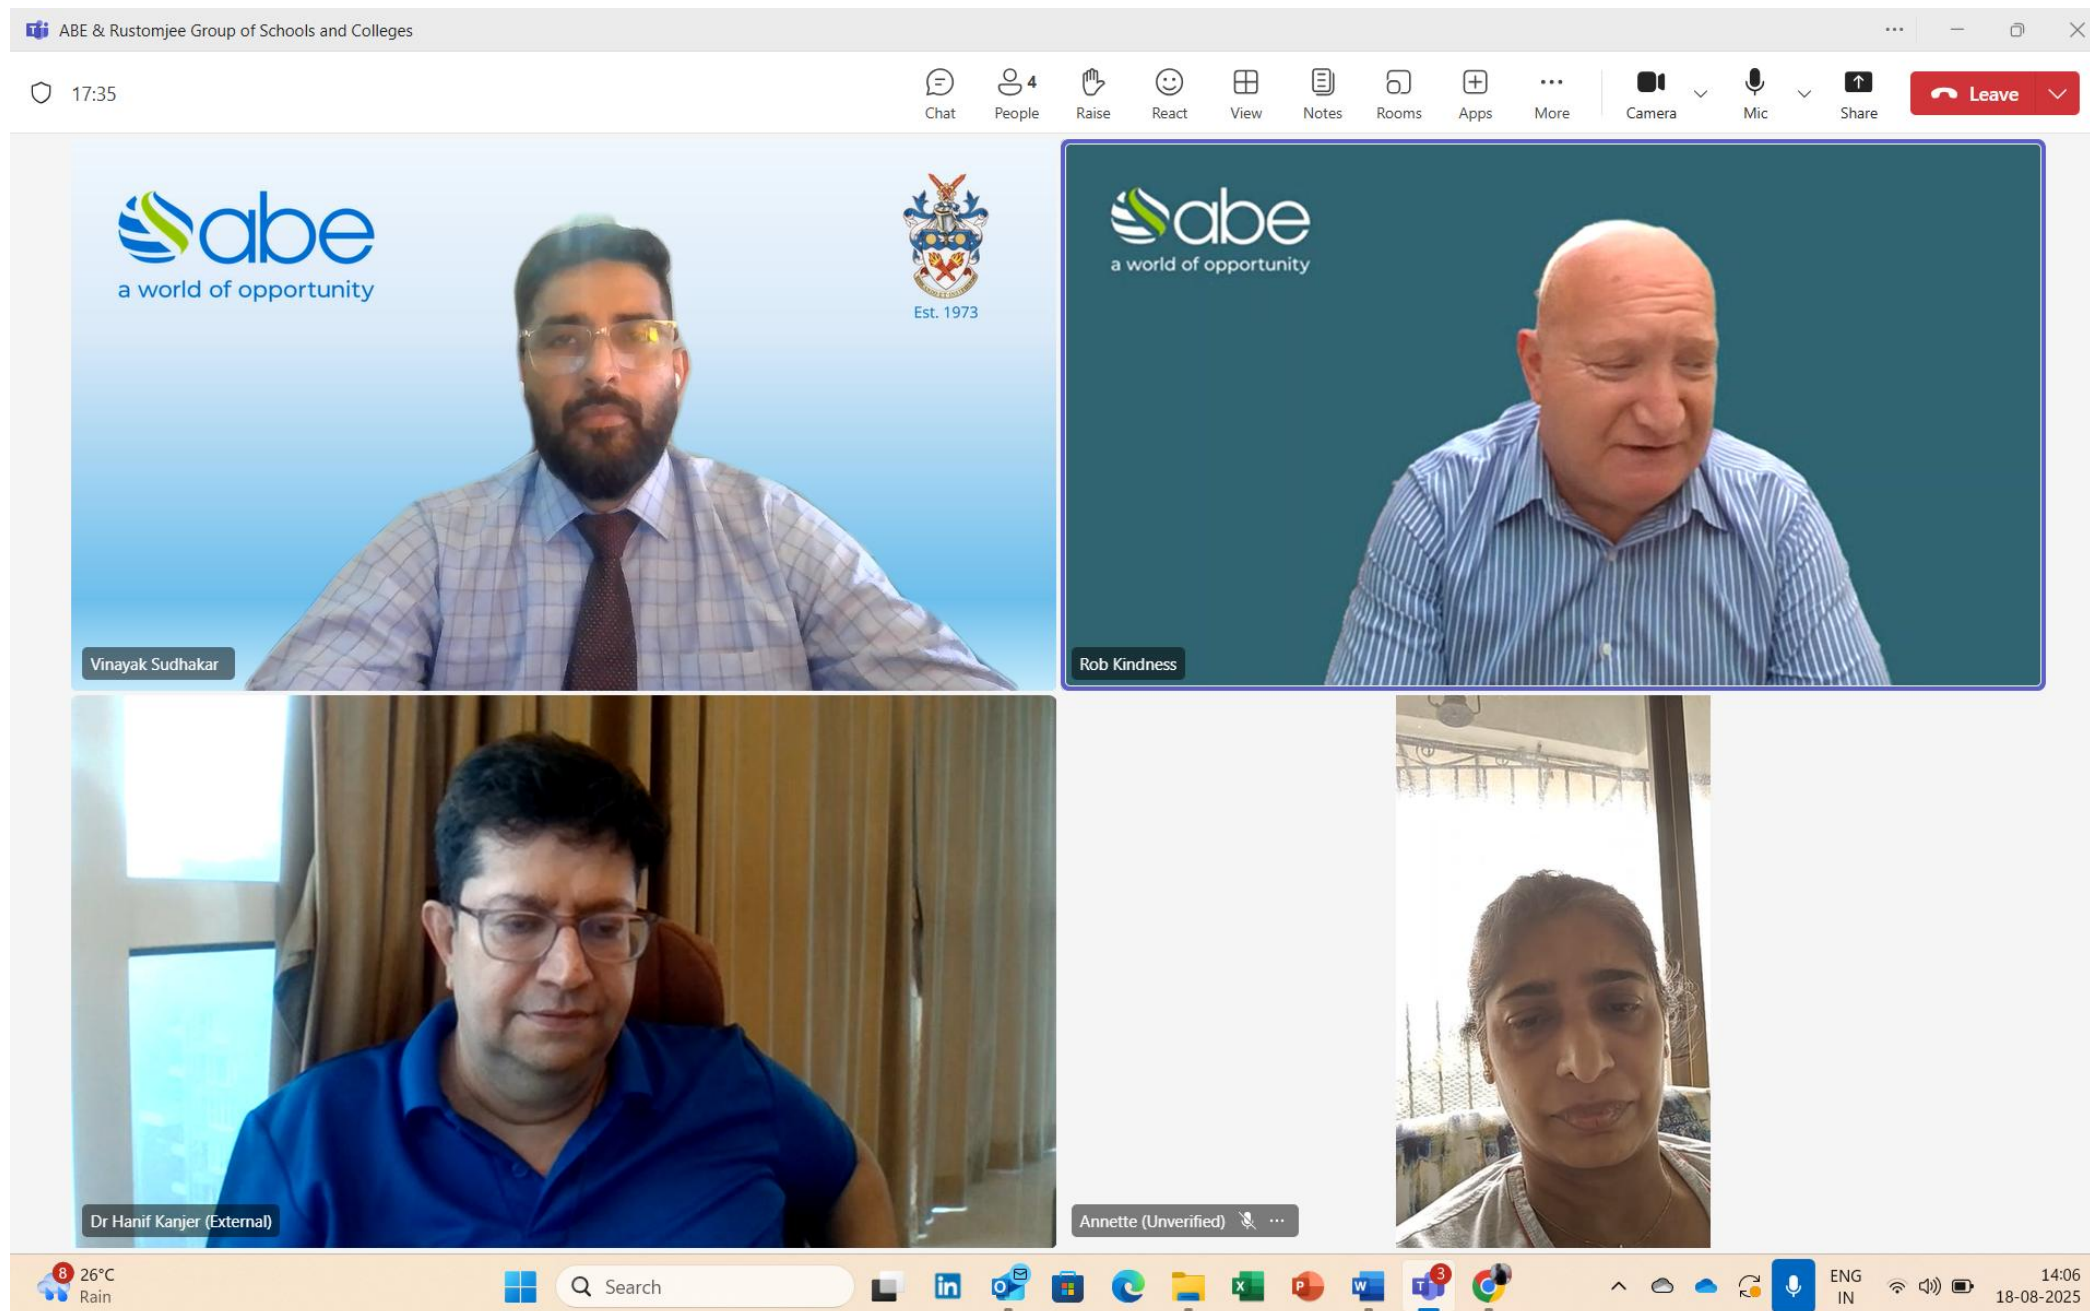 ABE & Rustomjee Group of Schools and Colleges
17:35
Chat
People 4
Raise
React
View
Notes
Rooms
Apps
More
Camera
Mic
Share
Leave
abe
a world of opportunity
Est. 1973
Vinayak Sudhakar
abe
a world of opportunity
Rob Kindness
Dr Hanif Kanjer (External)
Annette (Unverified)
8
26°C
Rain
Search
3
ENG
IN
14:06
18-08-2025